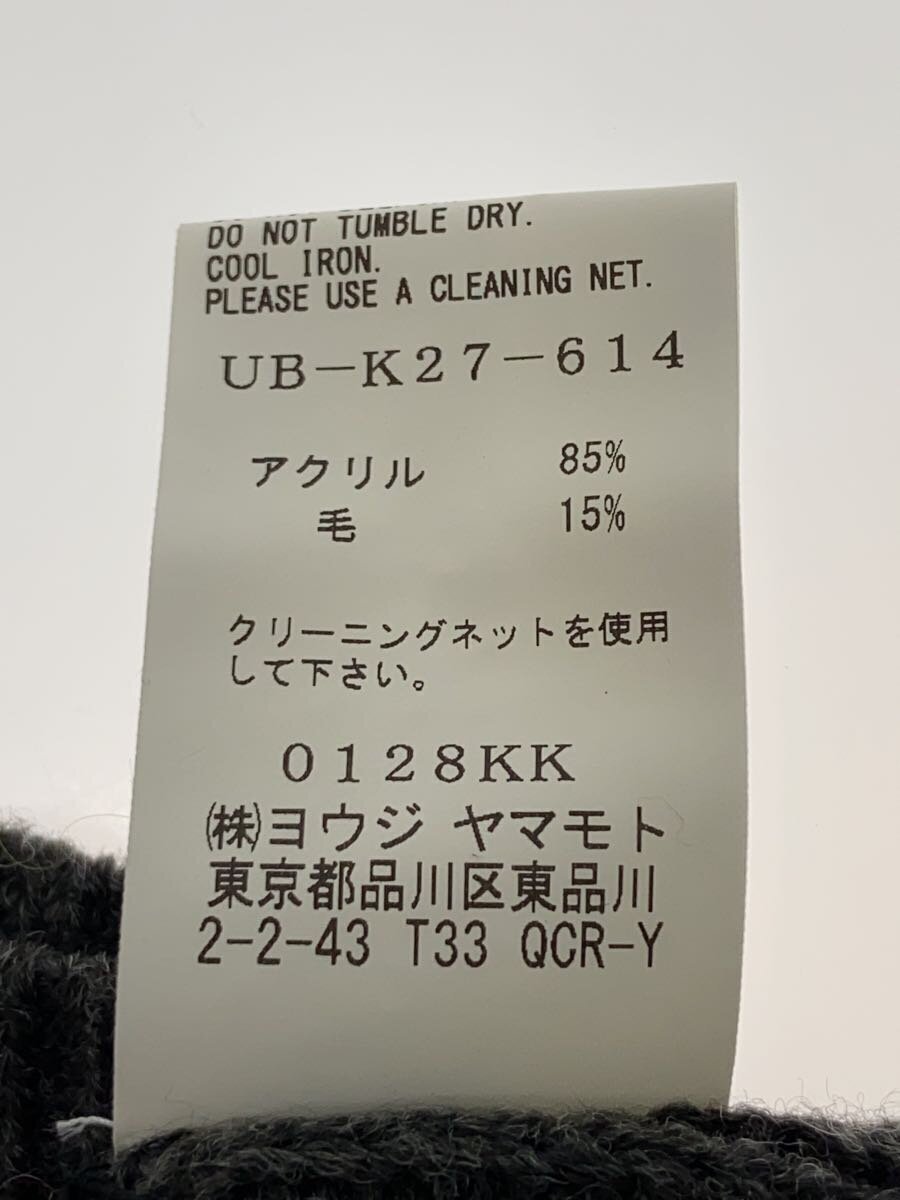 DO NOT TUMBLE DRY.
COOL IRON.
PLEASE USE A CLEANING NET.
UB-K27-614
アクリル 85%
毛 15%
クリーニングネットを使用
して下さい。
0128KK
㈱ヨウジ ヤマモト
東京都品川区東品川
2-2-43 T33 QCR-Y